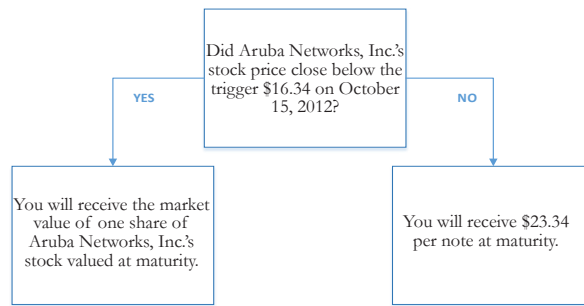 Did Aruba Networks, Inc.'s
stock price close below the
trigger $16.34 on October
15, 2012?
YES
NO
You will receive the market
value of one share of
Aruba Networks, Inc.'s
stock valued at maturity.
You will receive $23.34
per note at maturity.